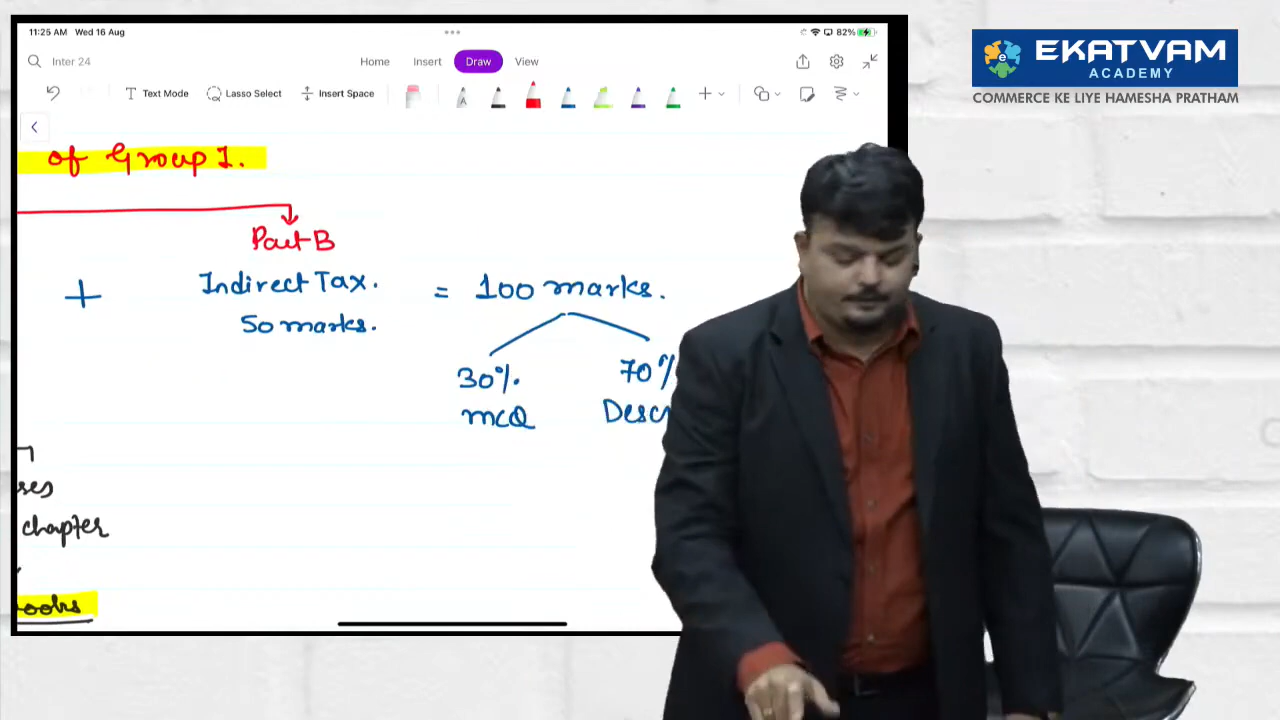 11:25 AM Wed 16 Aug
82%
Inter 24
Home Insert Draw View
Text Mode Lasso Select Insert Space
of Group 1.
Part B
+ Indirect Tax. = 100 marks.
50 marks.
30% 70%
MCQ Desc
chapter
EKATVAM
ACADEMY
COMMERCE KE LIYE HAMESHA PRATHAM